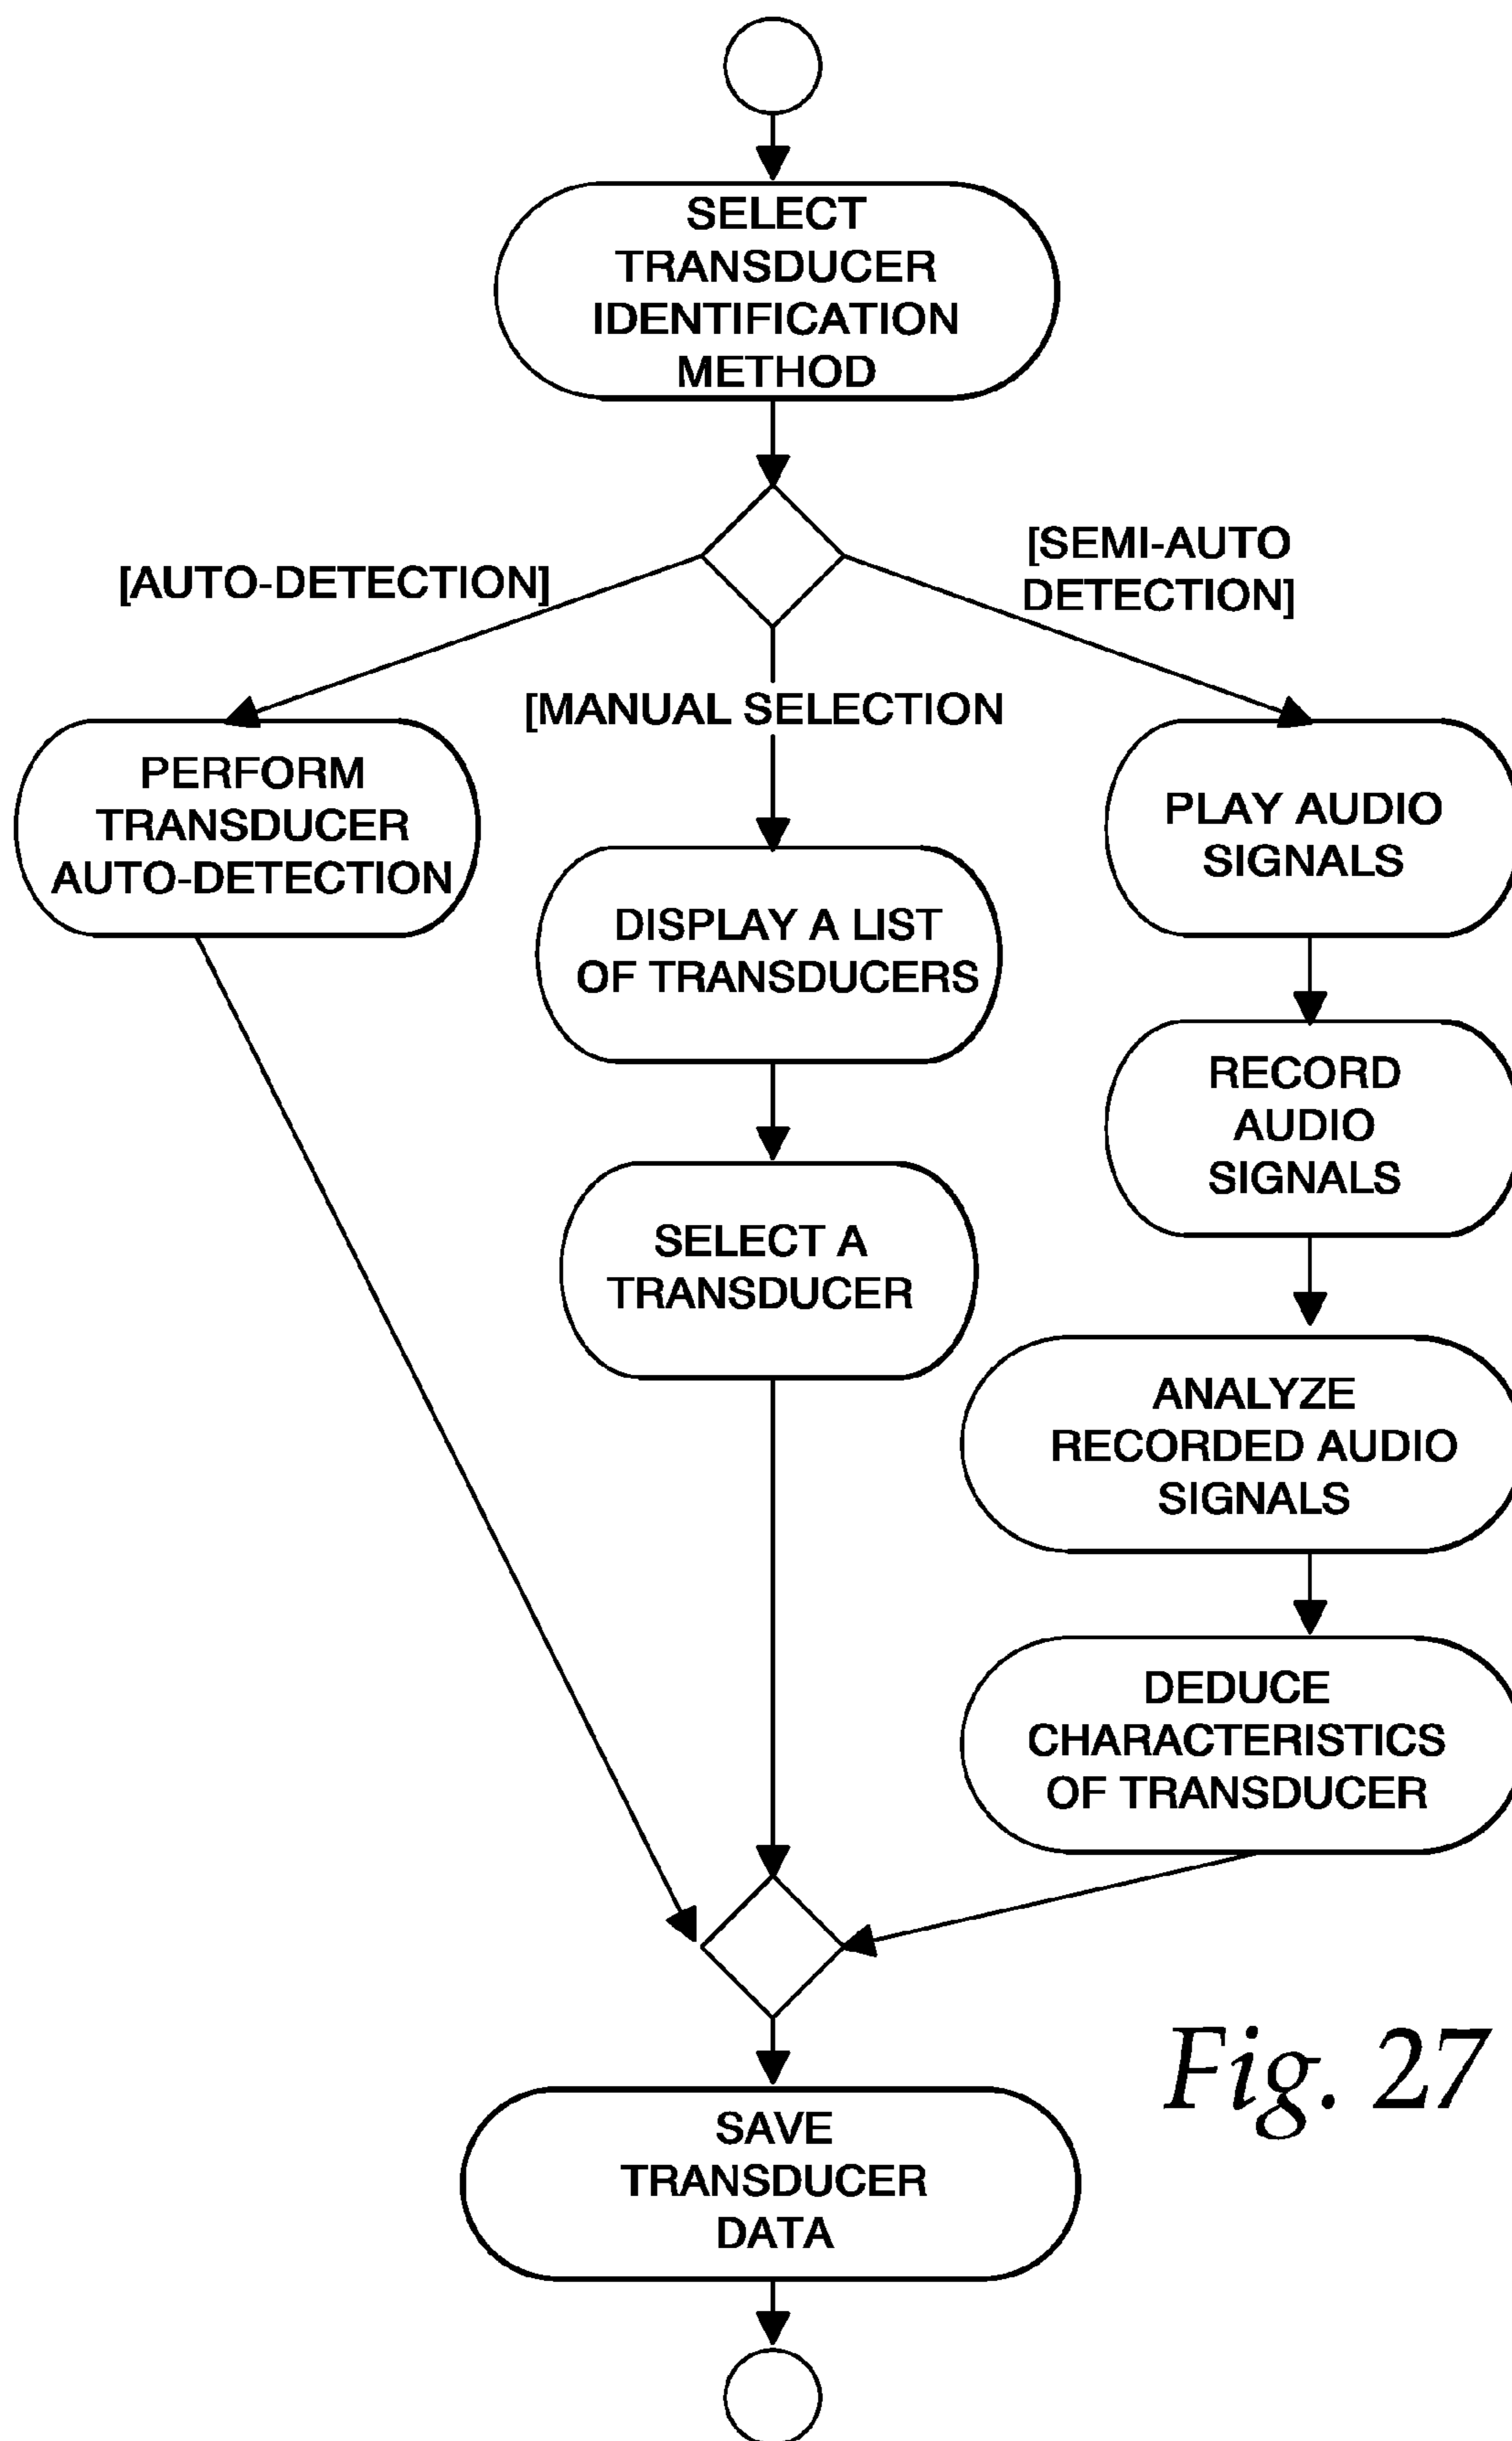 SELECT
TRANSDUCER
IDENTIFICATION
METHOD
[AUTO-DETECTION]
[SEMI-AUTO
DETECTION]
[MANUAL SELECTION
PERFORM
TRANSDUCER
AUTO-DETECTION
DISPLAY A LIST
OF TRANSDUCERS
SELECT A
TRANSDUCER
PLAY AUDIO
SIGNALS
RECORD
AUDIO
SIGNALS
ANALYZE
RECORDED AUDIO
SIGNALS
DEDUCE
CHARACTERISTICS
OF TRANSDUCER
SAVE
TRANSDUCER
DATA
Fig. 27